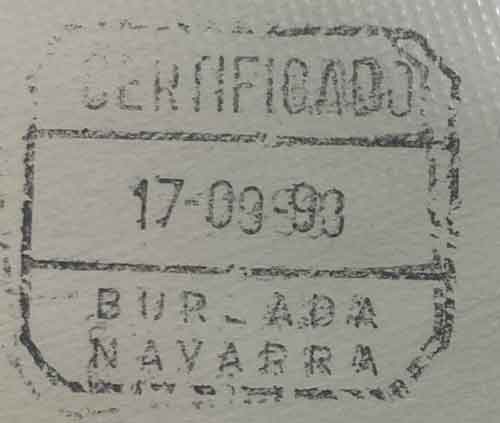 CERTIFICADO
17-09-93
BURLADA
NAVARRA